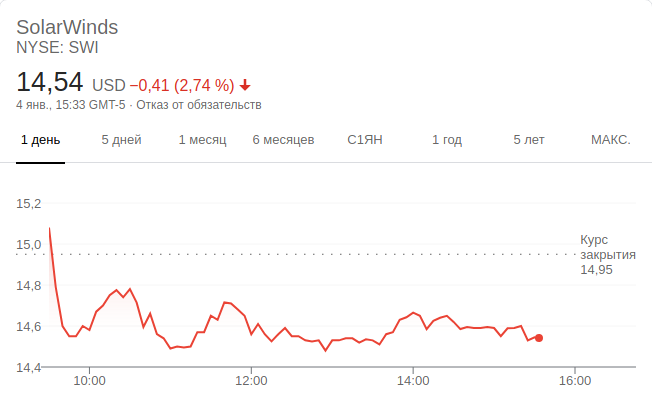 SolarWinds
NYSE: SWI
14,54 USD −0,41 (2,74 %)
4 янв., 15:33 GMT-5 · Отказ от обязательств
1 день 5 дней 1 месяц 6 месяцев С1ЯН 1 год 5 лет МАКС.
15,2
15,0
14,8
14,6
14,4
Курс
закрытия
14,95
10:00 12:00 14:00 16:00